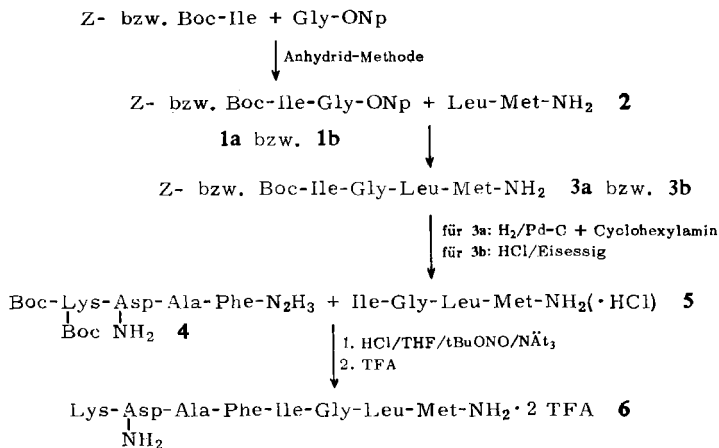 Z- bzw. Boc-Ile + Gly-ONp
Anhydrid-Methode
Z- bzw. Boc-Ile-Gly-ONp + Leu-Met-NH₂ 2
1a bzw. 1b
Z- bzw. Boc-Ile-Gly-Leu-Met-NH₂ 3a bzw. 3b
für 3a: H₂/Pd-C + Cyclohexylamin
für 3b: HCl/Eisessig
Boc-Lys-Asp-Ala-Phe-N₂H₃ + Ile-Gly-Leu-Met-NH₂(·HCl) 5
Boc NH₂ 4
1. HCl/THF/tBuONO/NÄt₃
2. TFA
Lys-Asp-Ala-Phe-Ile-Gly-Leu-Met-NH₂· 2 TFA 6
NH₂